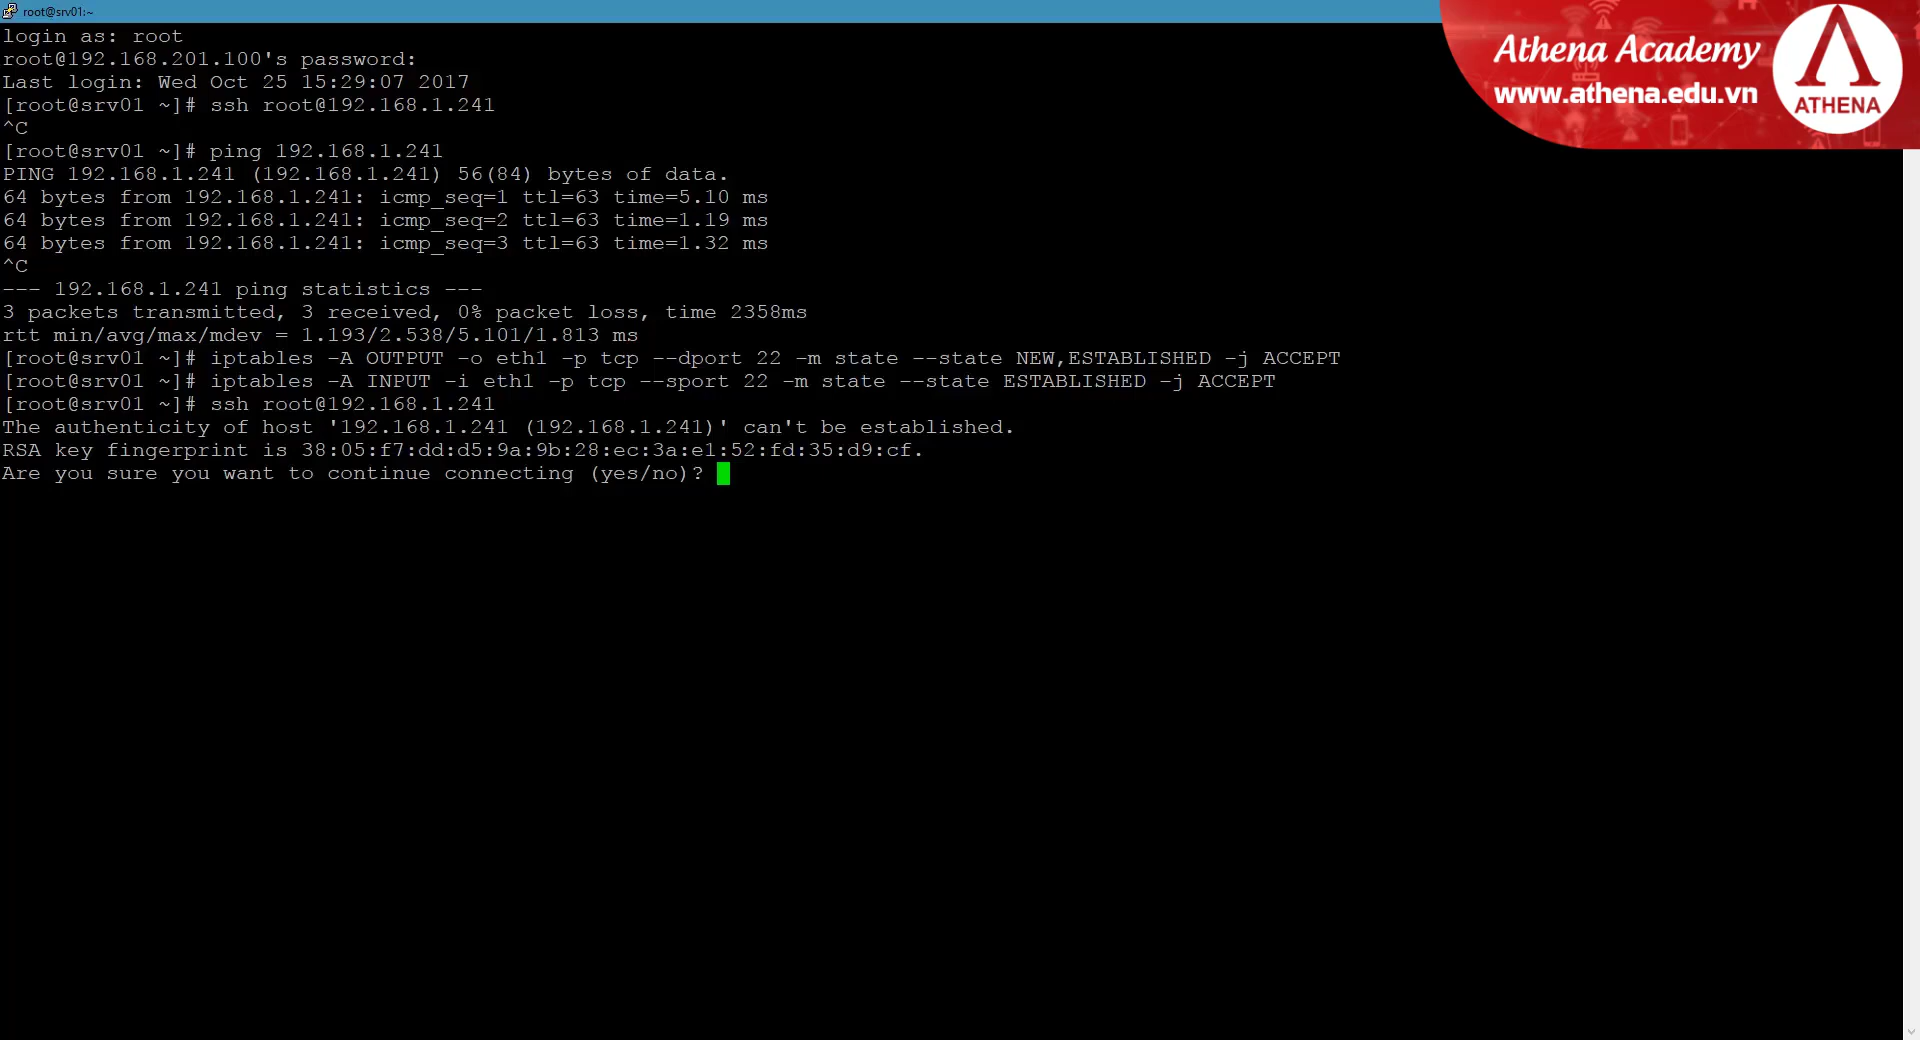 root@srv01:~
login as: root
root@192.168.201.100's password:
Last login: Wed Oct 25 15:29:07 2017
[root@srv01 ~]# ssh root@192.168.1.241
^C
[root@srv01 ~]# ping 192.168.1.241
PING 192.168.1.241 (192.168.1.241) 56(84) bytes of data.
64 bytes from 192.168.1.241: icmp_seq=1 ttl=63 time=5.10 ms
64 bytes from 192.168.1.241: icmp_seq=2 ttl=63 time=1.19 ms
64 bytes from 192.168.1.241: icmp_seq=3 ttl=63 time=1.32 ms
^C
--- 192.168.1.241 ping statistics ---
3 packets transmitted, 3 received, 0% packet loss, time 2358ms
rtt min/avg/max/mdev = 1.193/2.538/5.101/1.813 ms
[root@srv01 ~]# iptables -A OUTPUT -o eth1 -p tcp --dport 22 -m state --state NEW,ESTABLISHED -j ACCEPT
[root@srv01 ~]# iptables -A INPUT -i eth1 -p tcp --sport 22 -m state --state ESTABLISHED -j ACCEPT
[root@srv01 ~]# ssh root@192.168.1.241
The authenticity of host '192.168.1.241 (192.168.1.241)' can't be established.
RSA key fingerprint is 38:05:f7:dd:d5:9a:9b:28:ec:3a:e1:52:fd:35:d9:cf.
Are you sure you want to continue connecting (yes/no)?
Athena Academy
www.athena.edu.vn
ATHENA